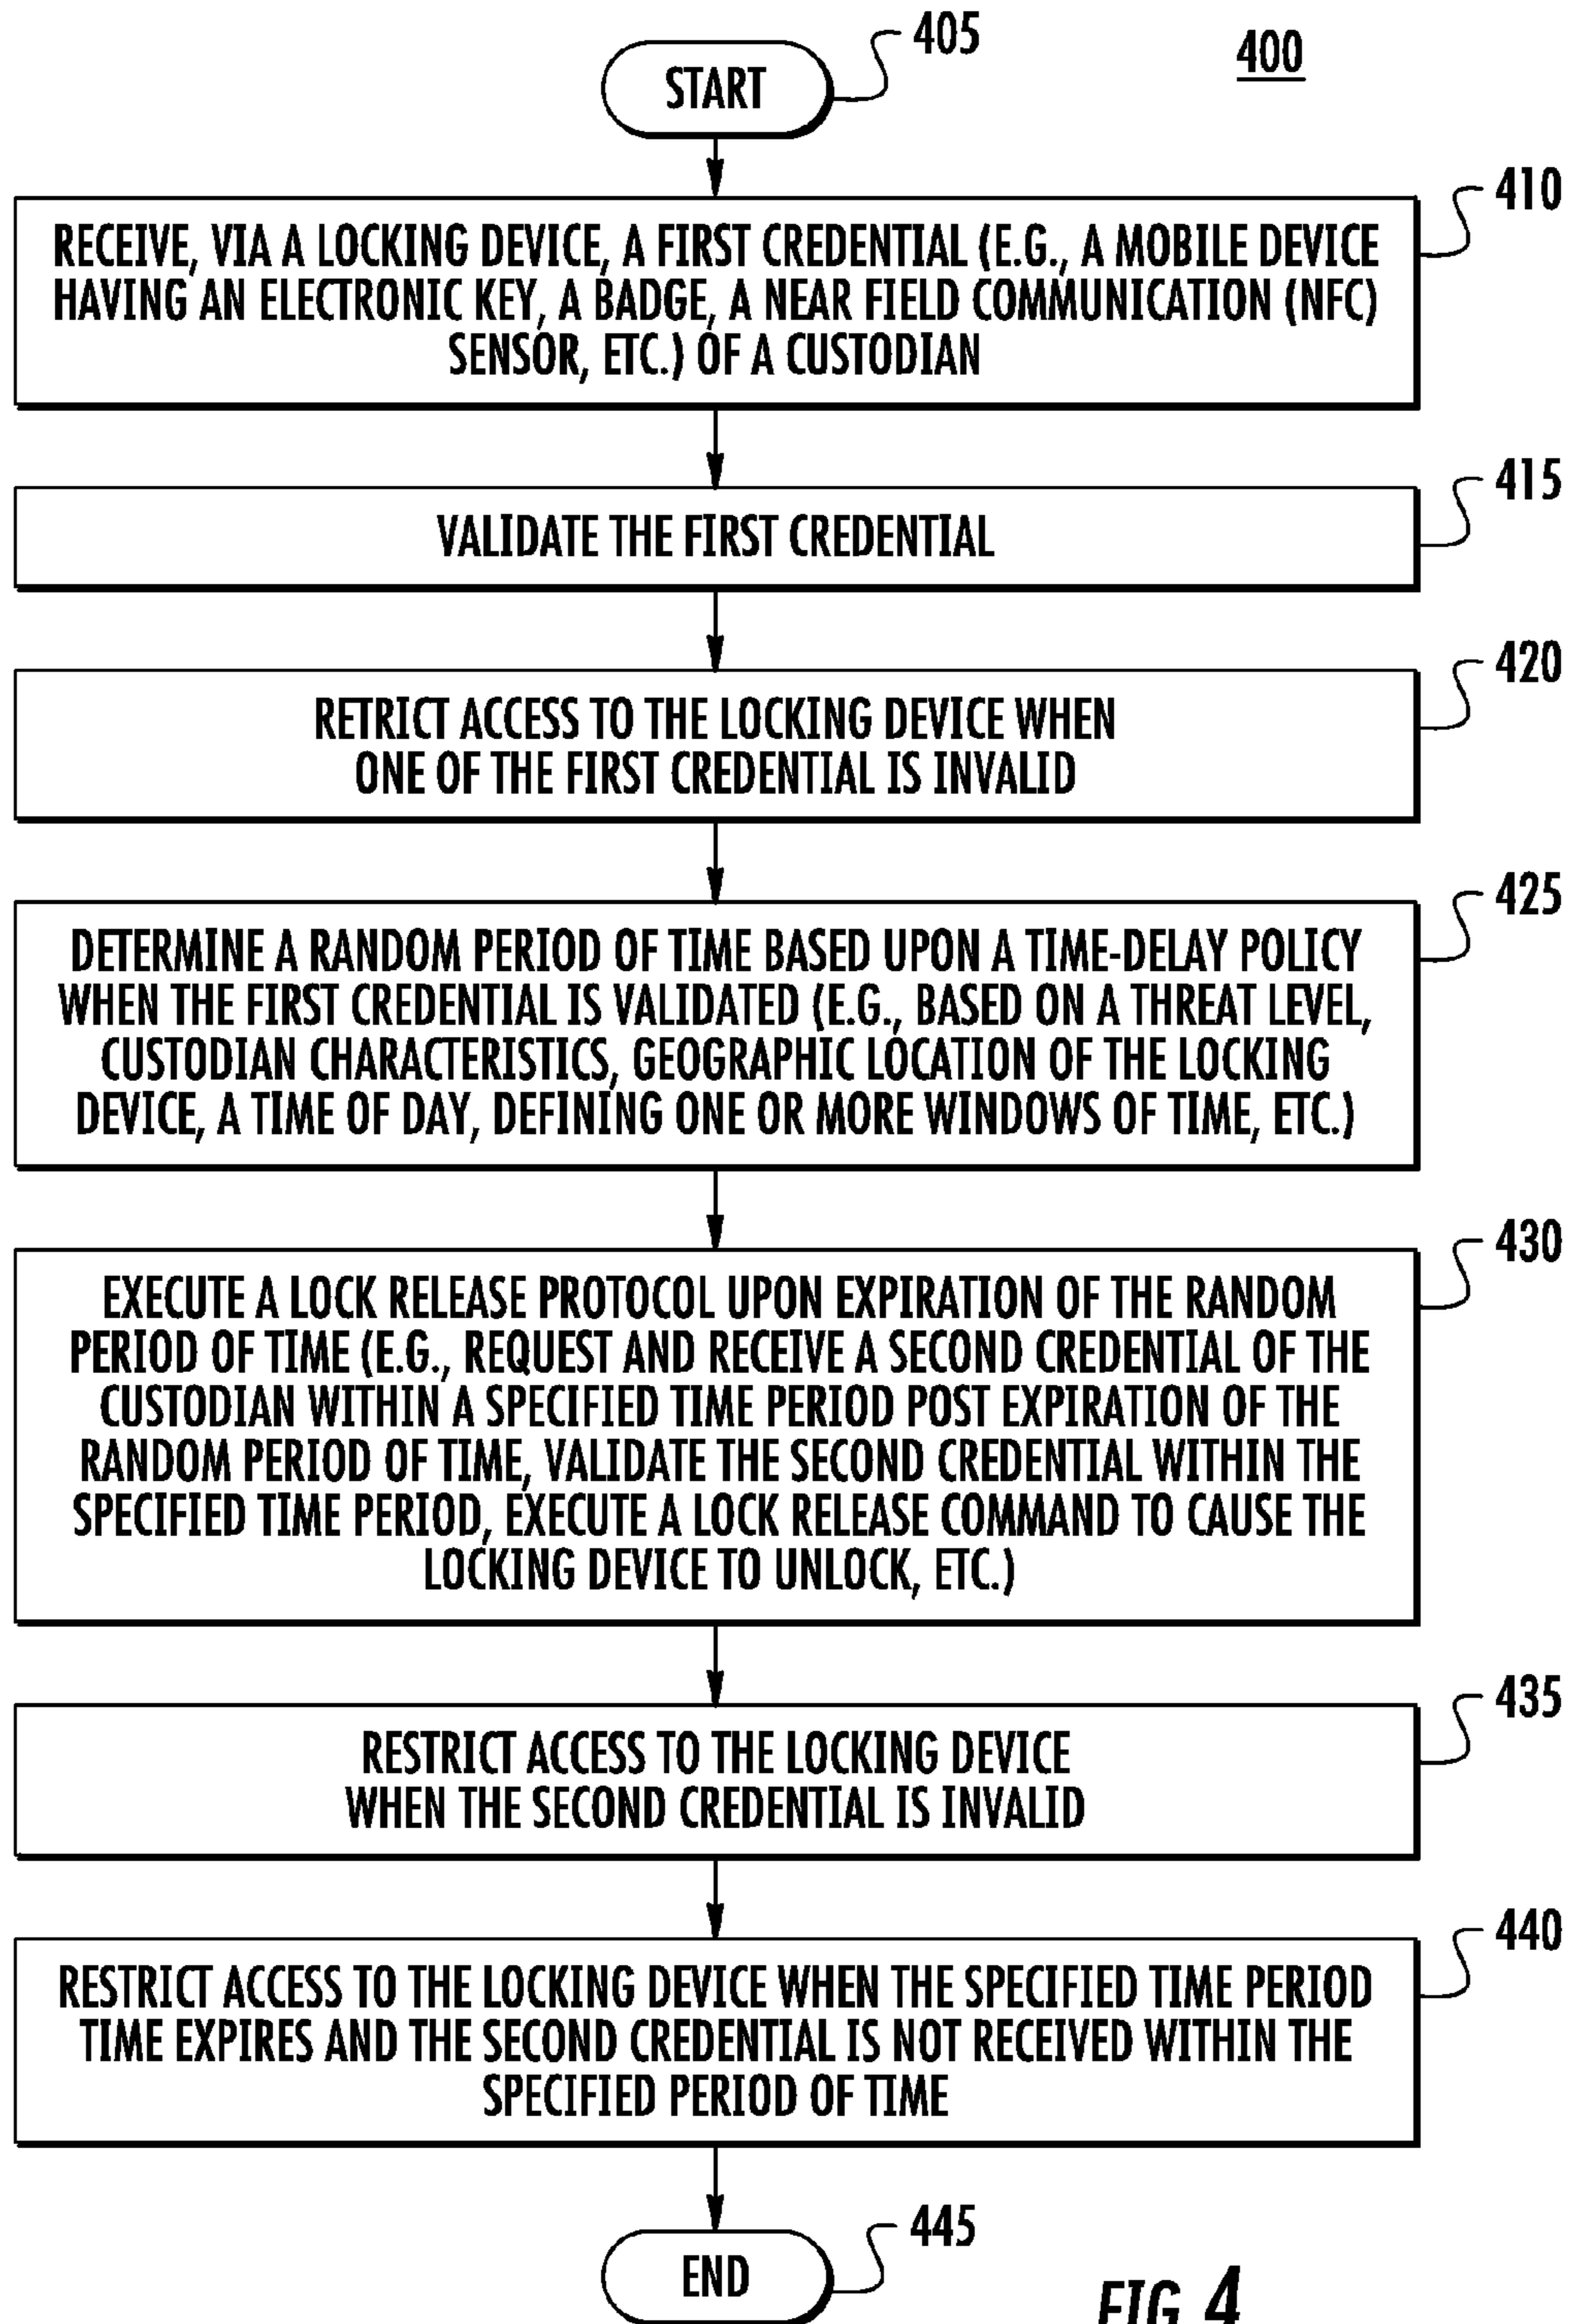 405
400
START
410
RECEIVE, VIA A LOCKING DEVICE, A FIRST CREDENTIAL (E.G., A MOBILE DEVICE
HAVING AN ELECTRONIC KEY, A BADGE, A NEAR FIELD COMMUNICATION (NFC)
SENSOR, ETC.) OF A CUSTODIAN
415
VALIDATE THE FIRST CREDENTIAL
420
RETRICT ACCESS TO THE LOCKING DEVICE WHEN
ONE OF THE FIRST CREDENTIAL IS INVALID
425
DETERMINE A RANDOM PERIOD OF TIME BASED UPON A TIME-DELAY POLICY
WHEN THE FIRST CREDENTIAL IS VALIDATED (E.G., BASED ON A THREAT LEVEL,
CUSTODIAN CHARACTERISTICS, GEOGRAPHIC LOCATION OF THE LOCKING
DEVICE, A TIME OF DAY, DEFINING ONE OR MORE WINDOWS OF TIME, ETC.)
430
EXECUTE A LOCK RELEASE PROTOCOL UPON EXPIRATION OF THE RANDOM
PERIOD OF TIME (E.G., REQUEST AND RECEIVE A SECOND CREDENTIAL OF THE
CUSTODIAN WITHIN A SPECIFIED TIME PERIOD POST EXPIRATION OF THE
RANDOM PERIOD OF TIME, VALIDATE THE SECOND CREDENTIAL WITHIN THE
SPECIFIED TIME PERIOD, EXECUTE A LOCK RELEASE COMMAND TO CAUSE THE
LOCKING DEVICE TO UNLOCK, ETC.)
435
RESTRICT ACCESS TO THE LOCKING DEVICE
WHEN THE SECOND CREDENTIAL IS INVALID
440
RESTRICT ACCESS TO THE LOCKING DEVICE WHEN THE SPECIFIED TIME PERIOD
TIME EXPIRES AND THE SECOND CREDENTIAL IS NOT RECEIVED WITHIN THE
SPECIFIED PERIOD OF TIME
445
END
FIG. 4